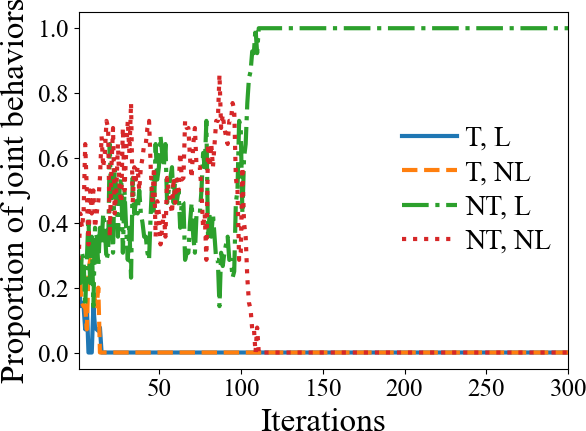 Proportion of joint behaviors
1.0
0.8
0.6
0.4
0.2
0.0
T, L
T, NL
NT, L
NT, NL
50 100 150 200 250 300
Iterations